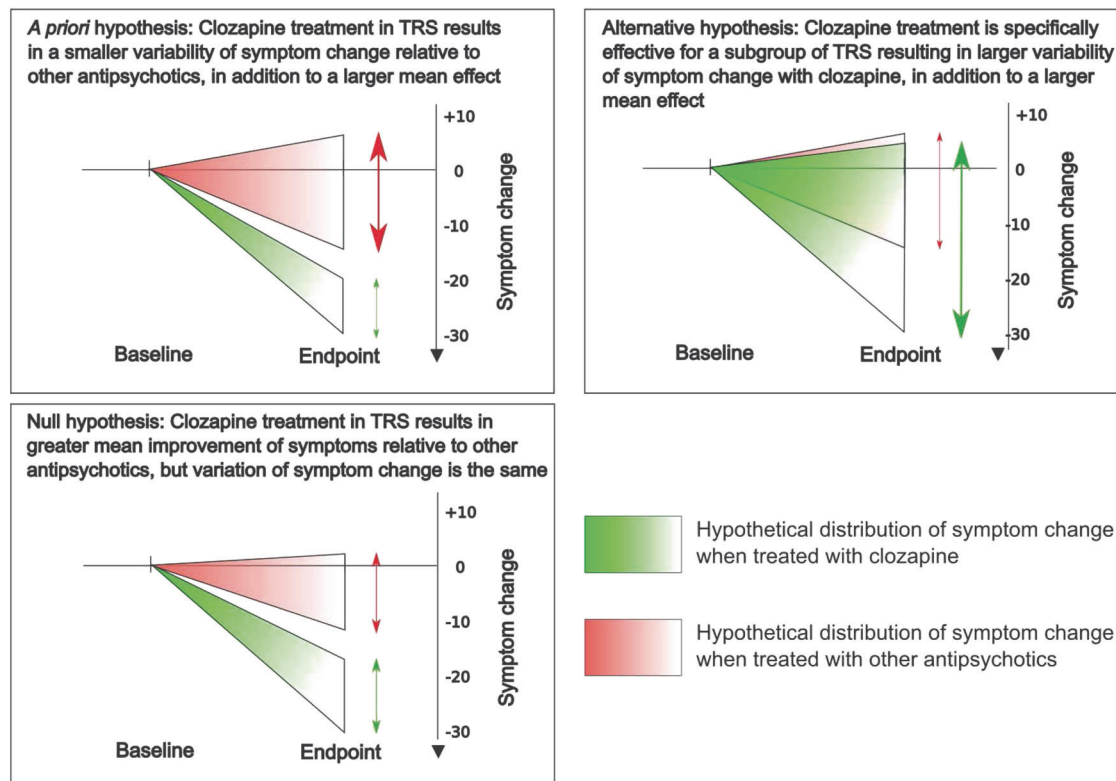 A priori hypothesis: Clozapine treatment in TRS results
in a smaller variability of symptom change relative to
other antipsychotics, in addition to a larger mean effect
+10
0
-10
-20
-30
Symptom change
Baseline
Endpoint
Alternative hypothesis: Clozapine treatment is specifically
effective for a subgroup of TRS resulting in larger variability
of symptom change with clozapine, in addition to a larger
mean effect
+10
0
-10
-20
-30
Symptom change
Baseline
Endpoint
Null hypothesis: Clozapine treatment in TRS results in
greater mean improvement of symptoms relative to other
antipsychotics, but variation of symptom change is the same
+10
0
-10
-20
-30
Symptom change
Baseline
Endpoint
Hypothetical distribution of symptom change
when treated with clozapine
Hypothetical distribution of symptom change
when treated with other antipsychotics